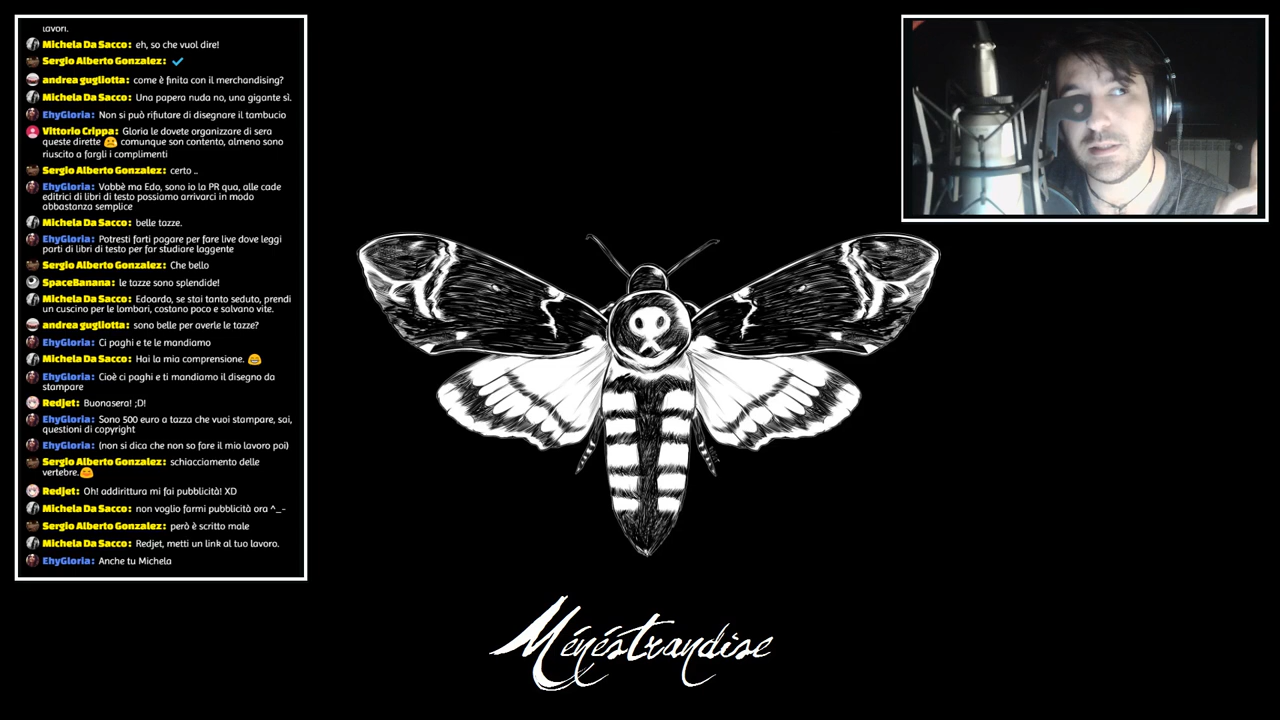 lavori.
Michela Da Sacco: eh, so che vuol dire!
Sergio Alberto Gonzalez:
andrea gugliotta: come è finita con il merchandising?
Michela Da Sacco: Una papera nuda no, una gigante sì.
EhyGloria: Non si può rifiutare di disegnare il tambucio
Vittorio Crippa: Gloria le dovete organizzare di sera
queste dirette 😫 comunque son contento, almeno sono
riuscito a fargli i complimenti
Sergio Alberto Gonzalez: certo ..
EhyGloria: Vabbè ma Edo, sono io la PR qua, alle cade
editrici di libri di testo possiamo arrivarci in modo
abbastanza semplice
Michela Da Sacco: belle tazze.
EhyGloria: Potresti farti pagare per fare live dove leggi
parti di libri di testo per far studiare laggente
Sergio Alberto Gonzalez: Che bello
SpaceBanana: le tazze sono splendide!
Michela Da Sacco: Edoardo, se stai tanto seduto, prendi
un cuscino per le lombari, costano poco e salvano vite.
andrea gugliotta: sono belle per averle le tazze?
EhyGloria: Ci paghi e te le mandiamo
Michela Da Sacco: Hai la mia comprensione. 😂
EhyGloria: Cioè ci paghi e ti mandiamo il disegno da
stampare
Redjet: Buonasera! ;D!
EhyGloria: Sono 500 euro a tazza che vuoi stampare, sai,
questioni di copyright
EhyGloria: (non si dica che non so fare il mio lavoro poi)
Sergio Alberto Gonzalez: schiacciamento delle
vertebre.😫
Redjet: Oh! addirittura mi fai pubblicità! XD
Michela Da Sacco: non voglio farmi pubblicità ora ^_-
Sergio Alberto Gonzalez: però è scritto male
Michela Da Sacco: Redjet, metti un link al tuo lavoro.
EhyGloria: Anche tu Michela
Ménéstrandise